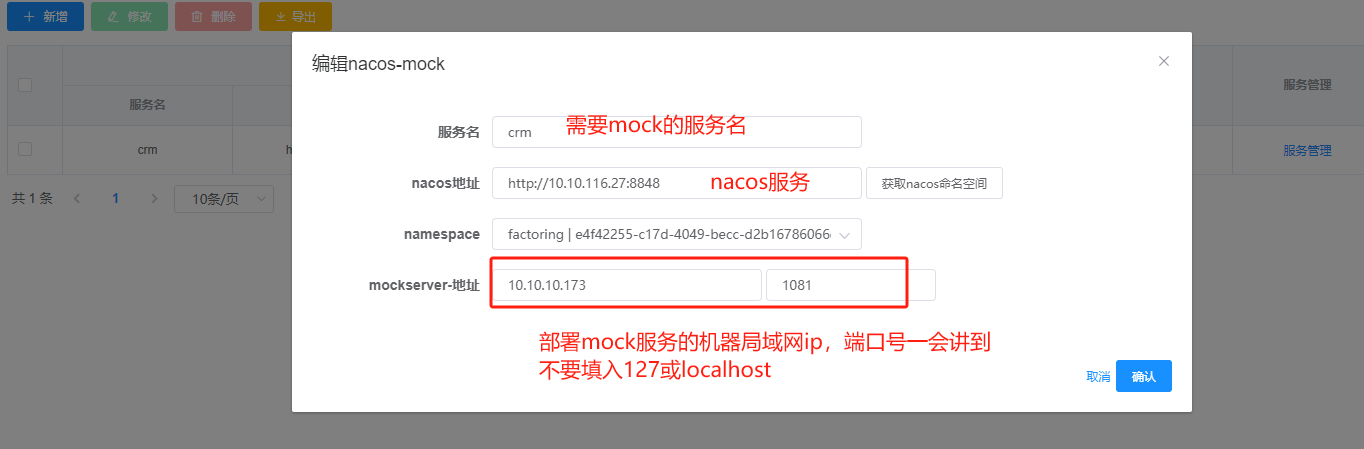 新增
修改
删除
导出
编辑nacos-mock
服务管理
服务名
服务名
crm
需要mock的服务名
crm
h
服务管理
nacos地址
http://10.10.116.27:8848
nacos服务
获取nacos命名空间
共 1 条
1
10条/页
namespace
factoring | e4f42255-c17d-4049-becc-d2b16786066
mockserver-地址
10.10.10.173
1081
部署mock服务的机器局域网ip，端口号一会讲到
不要填入127或localhost
取消
确认